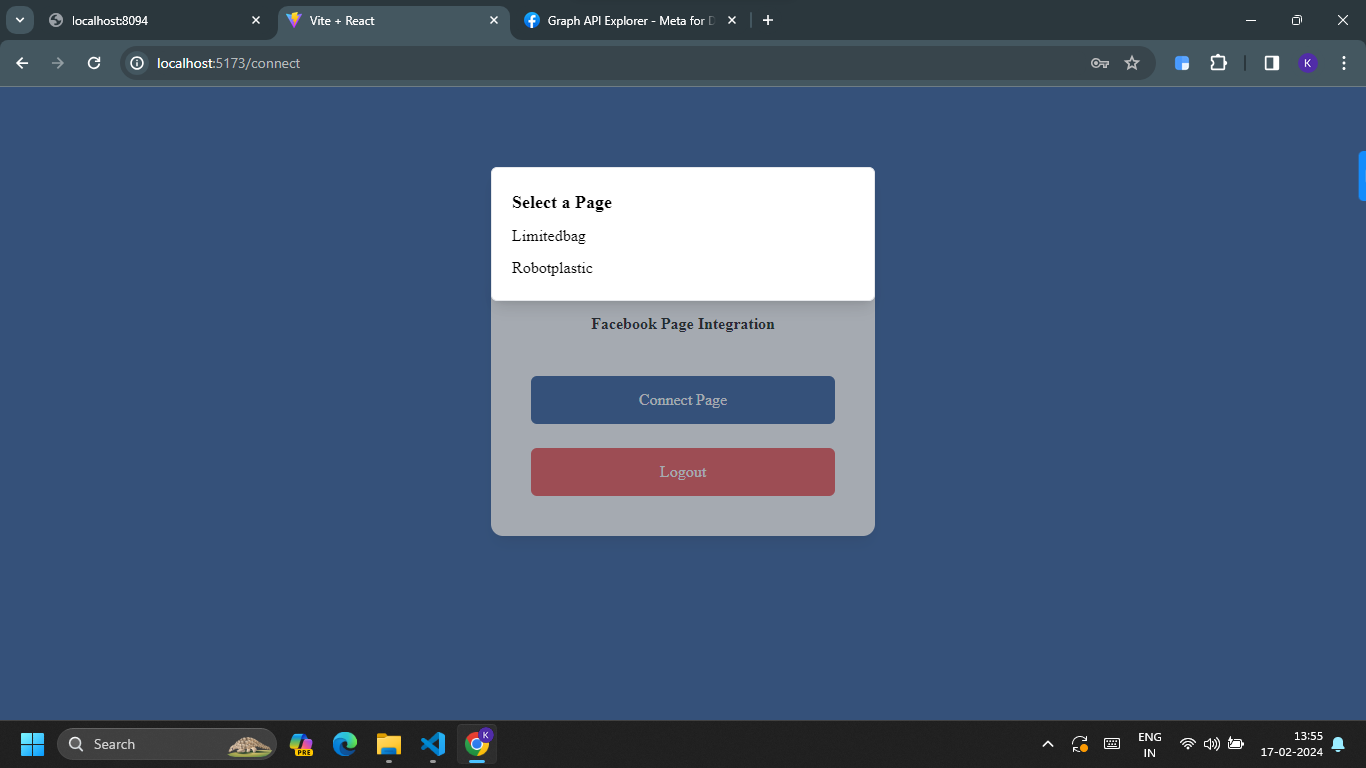 localhost:8094
Vite + React
Graph API Explorer - Meta for D
localhost:5173/connect
K
Select a Page
Limitedbag
Robotplastic
Facebook Page Integration
Connect Page
Logout
Search
PRE
K
ENG
IN
13:55
17-02-2024